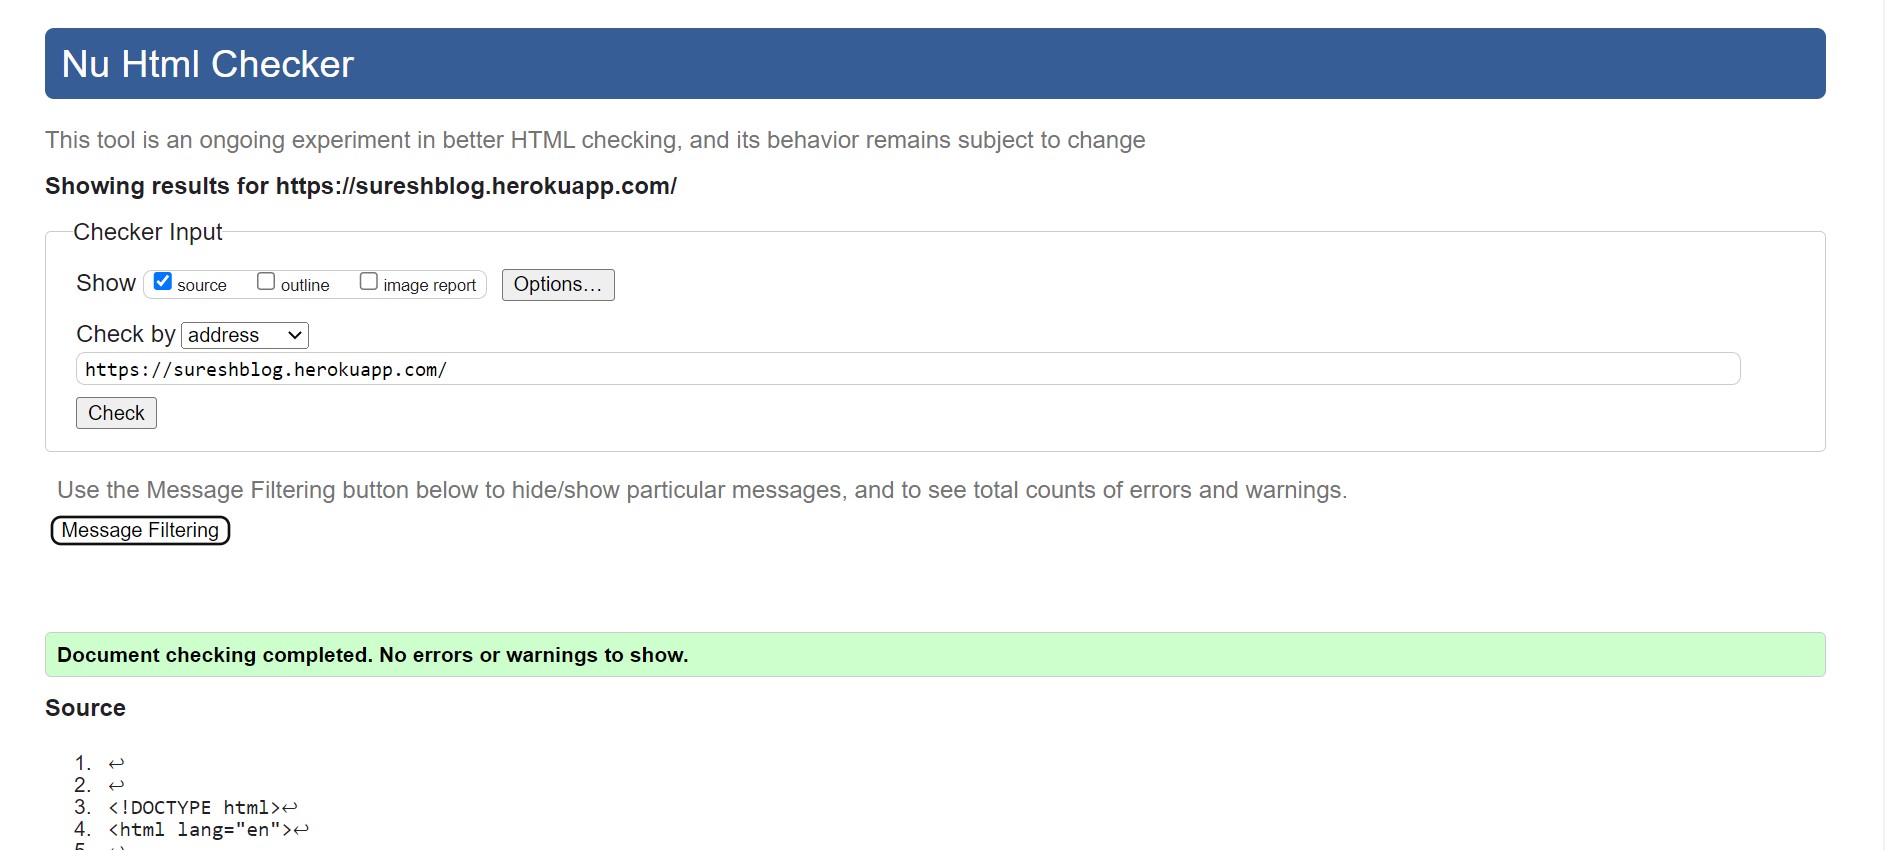 Nu Html Checker
This tool is an ongoing experiment in better HTML checking, and its behavior remains subject to change
Showing results for https://sureshblog.herokuapp.com/
Checker Input
Show source outline image report Options...
Check by address
https://sureshblog.herokuapp.com/
Check
Use the Message Filtering button below to hide/show particular messages, and to see total counts of errors and warnings.
Message Filtering
Document checking completed. No errors or warnings to show.
Source
1. ↩
2. ↩
3. <!DOCTYPE html>↩
4. <html lang="en">↩